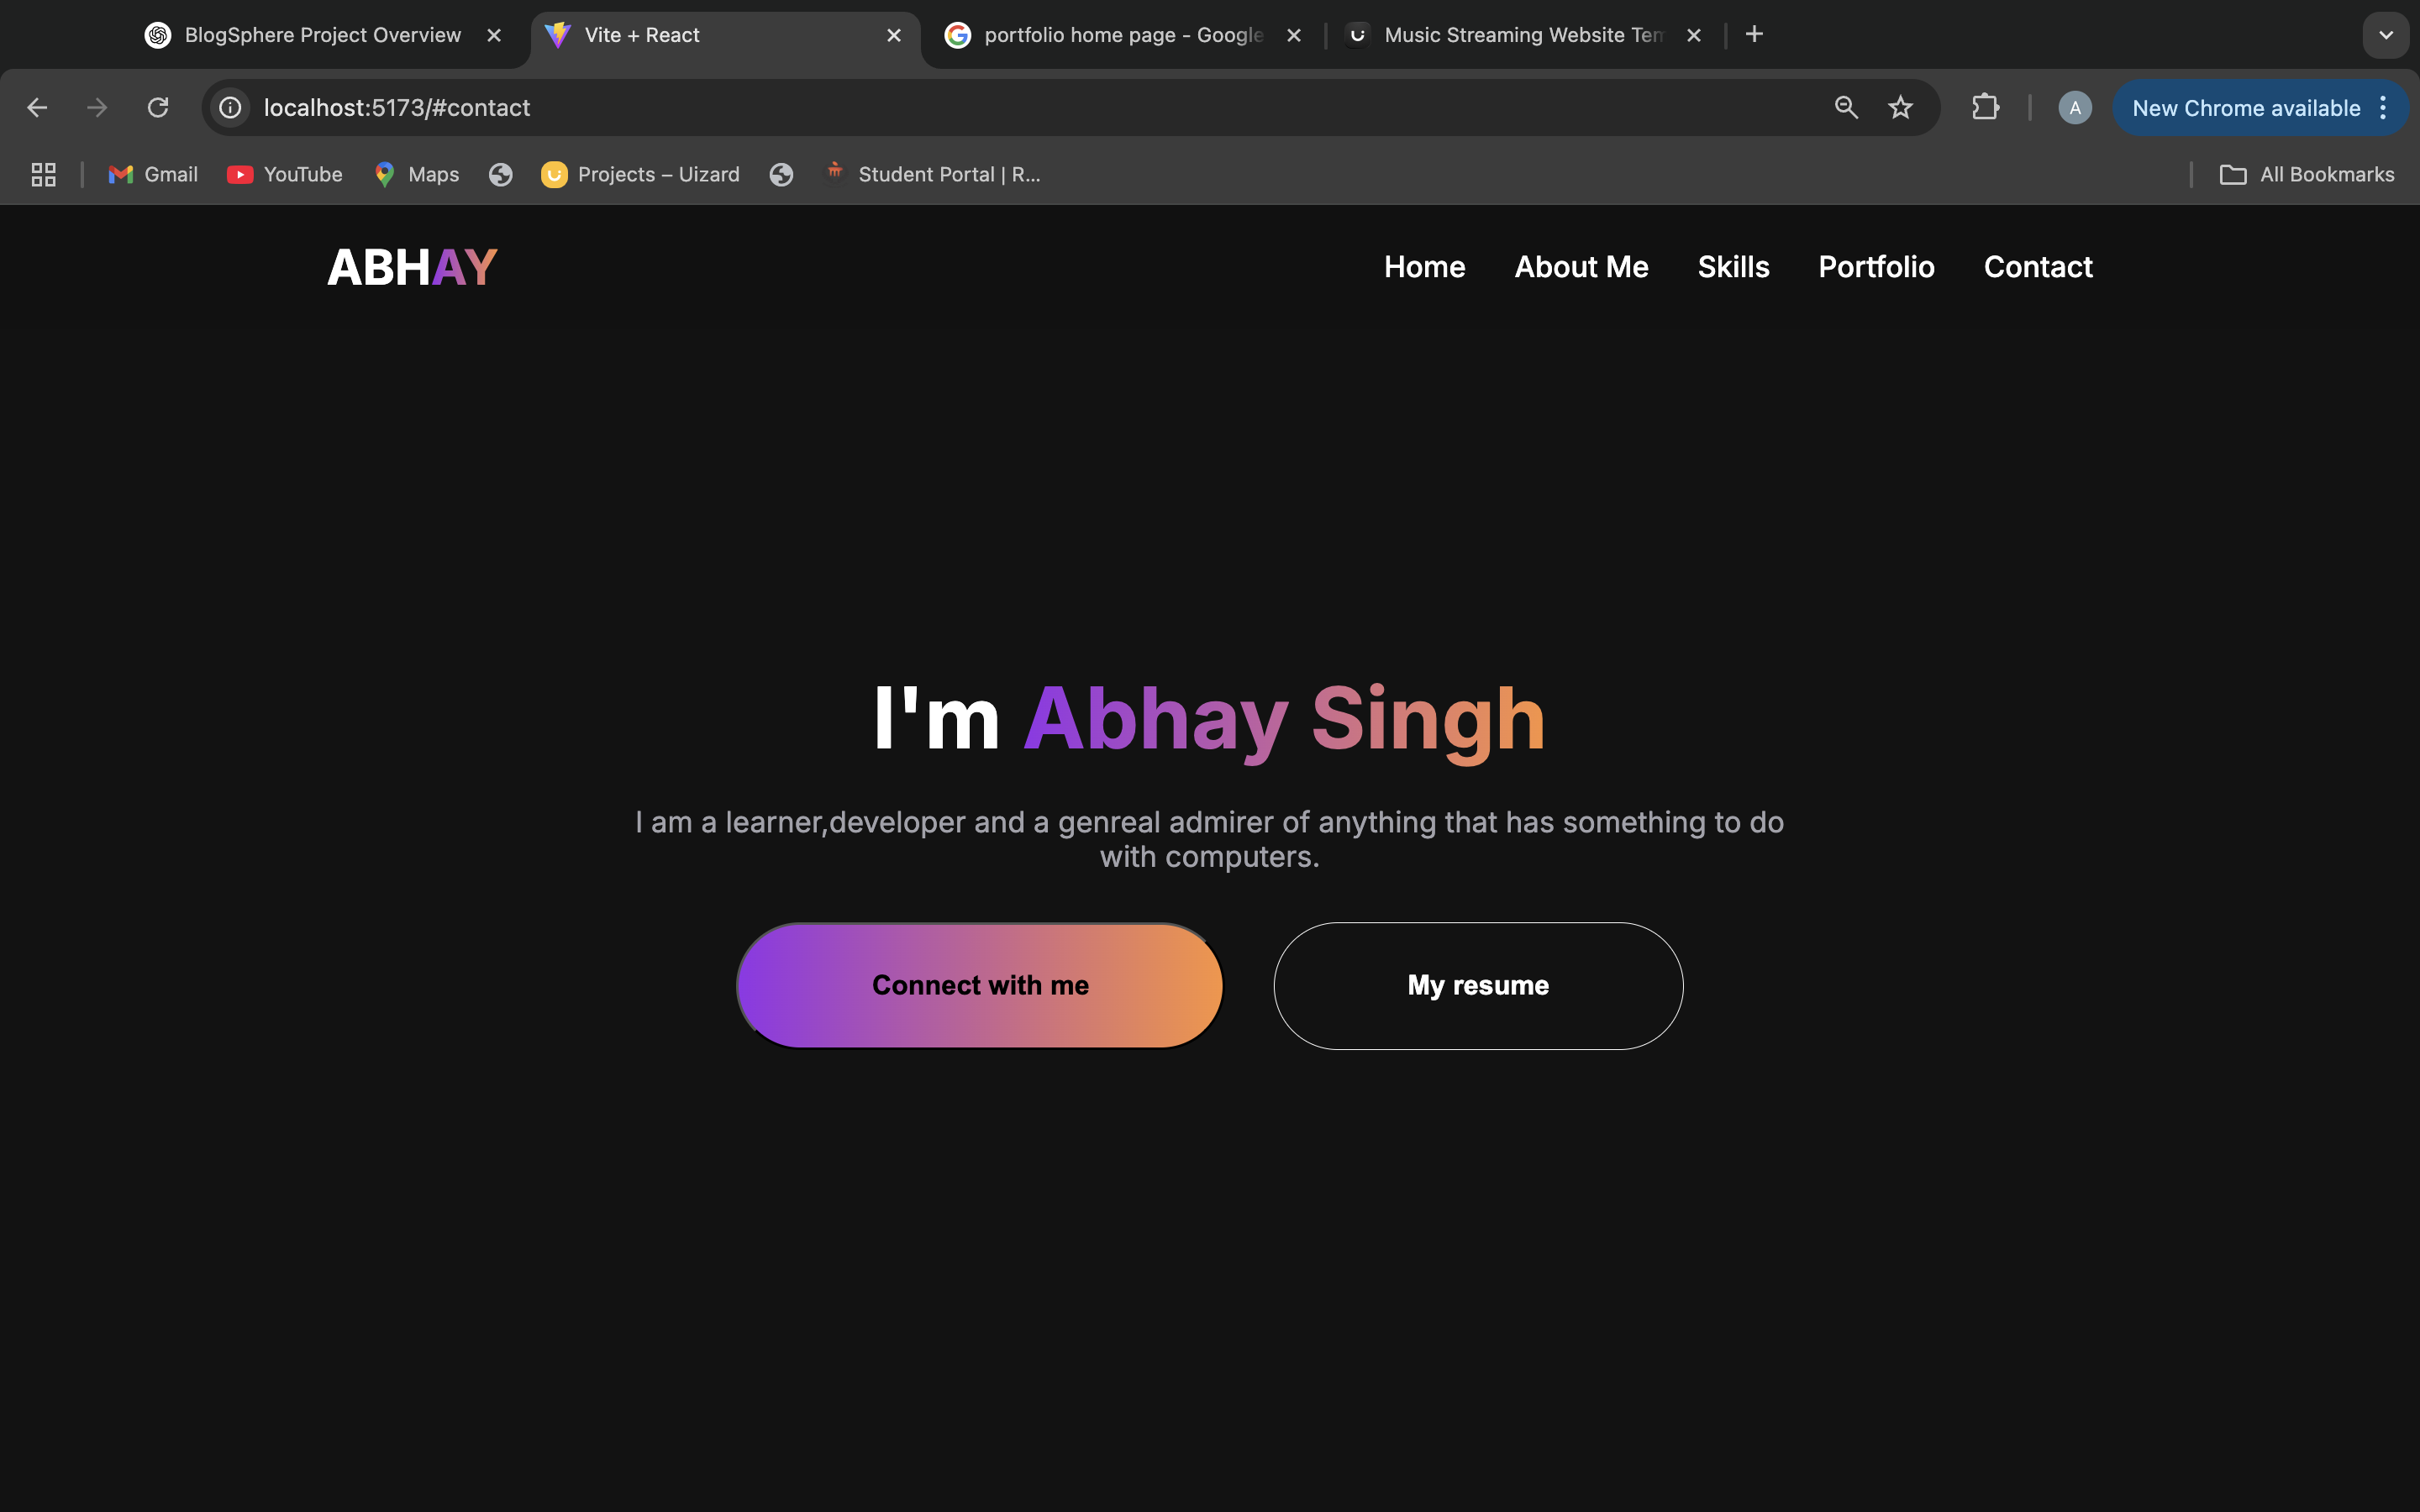 BlogSphere Project Overview
Vite + React
portfolio home page - Google
Music Streaming Website Tem
localhost:5173/#contact
A
New Chrome available
Gmail
YouTube
Maps
Projects – Uizard
Student Portal | R...
All Bookmarks
ABHAY
Home
About Me
Skills
Portfolio
Contact
I'm Abhay Singh
I am a learner,developer and a genreal admirer of anything that has something to do
with computers.
Connect with me
My resume